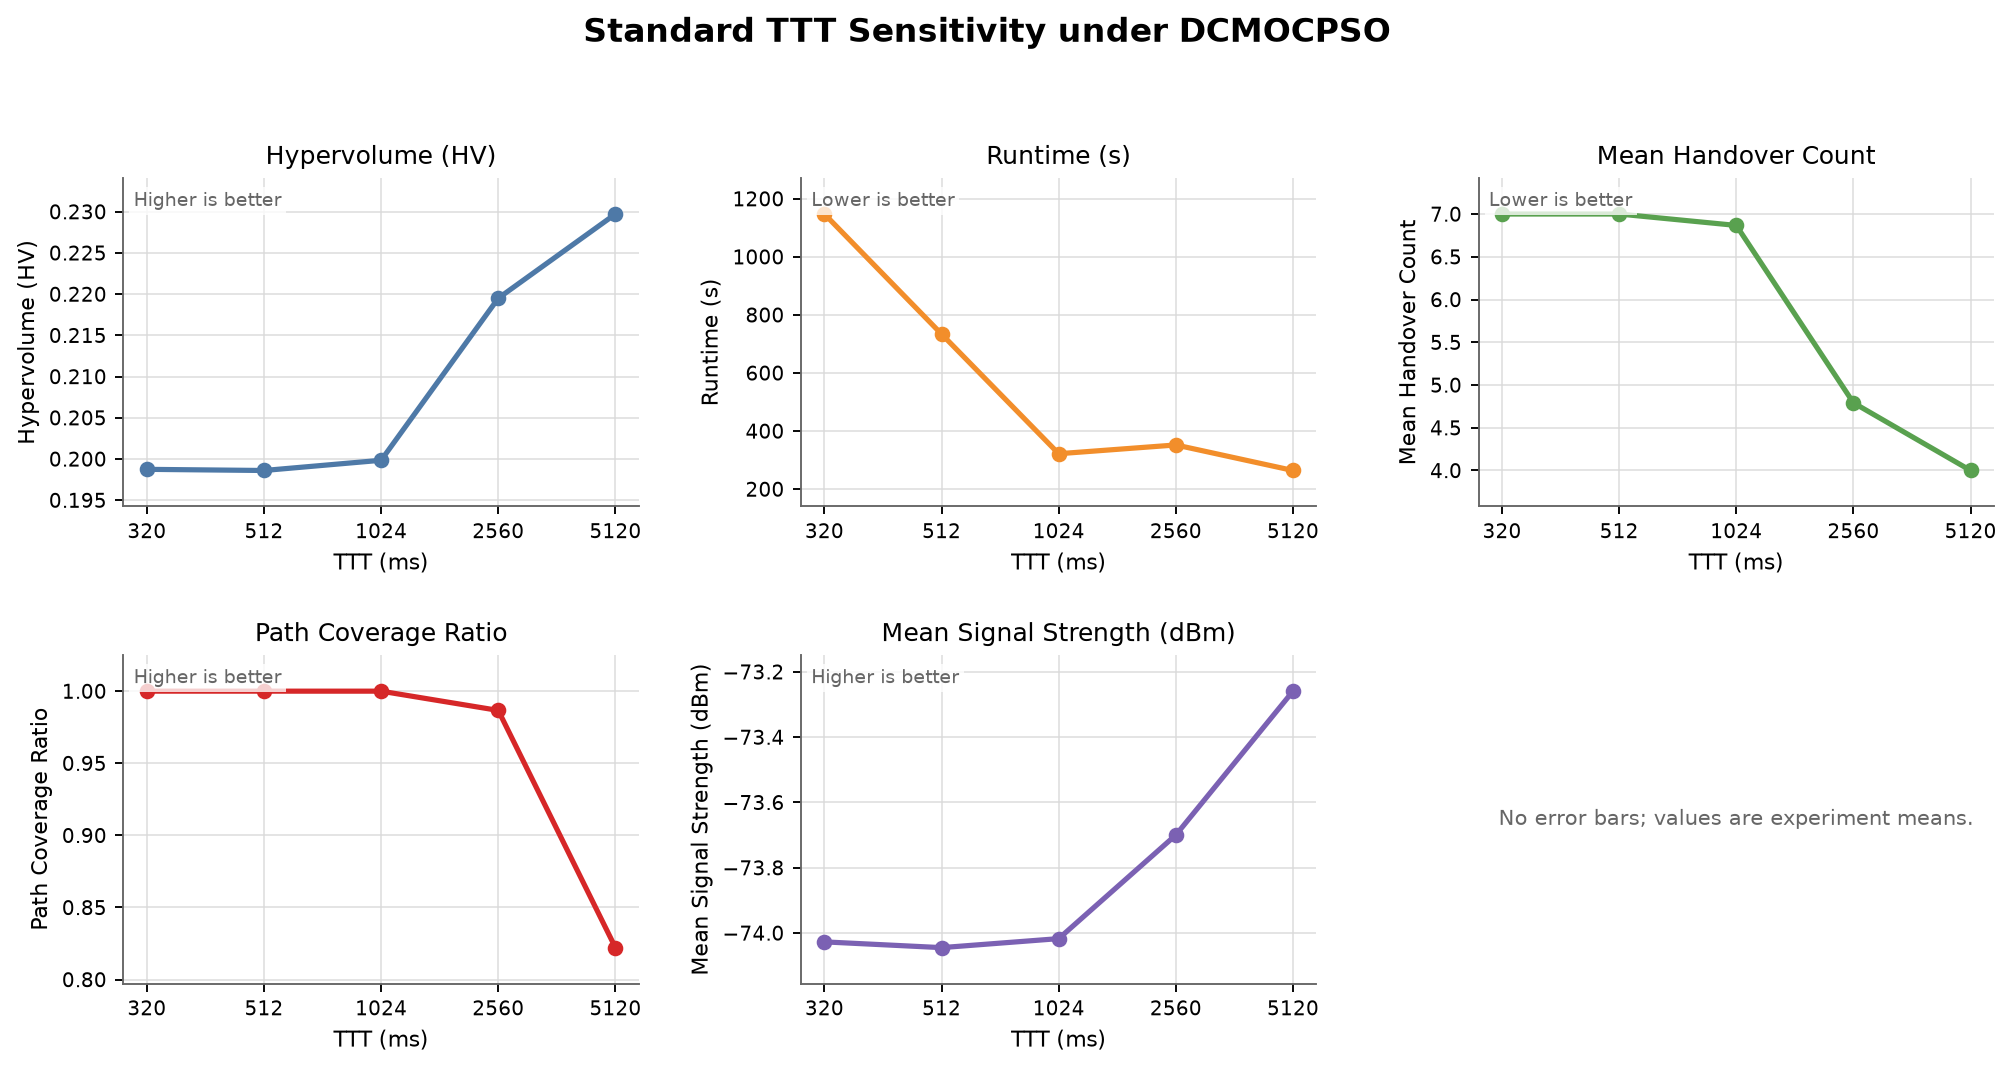 Standard TTT Sensitivity under DCMOCPSO
Hypervolume (HV)
Higher is better
Hypervolume (HV)
0.230
0.225
0.220
0.215
0.210
0.205
0.200
0.195
320 512 1024 2560 5120
TTT (ms)
Runtime (s)
Lower is better
Runtime (s)
1200
1000
800
600
400
200
320 512 1024 2560 5120
TTT (ms)
Mean Handover Count
Lower is better
Mean Handover Count
7.0
6.5
6.0
5.5
5.0
4.5
4.0
320 512 1024 2560 5120
TTT (ms)
Path Coverage Ratio
Higher is better
Path Coverage Ratio
1.00
0.95
0.90
0.85
0.80
320 512 1024 2560 5120
TTT (ms)
Mean Signal Strength (dBm)
Higher is better
Mean Signal Strength (dBm)
−73.2
−73.4
−73.6
−73.8
−74.0
320 512 1024 2560 5120
TTT (ms)
No error bars; values are experiment means.